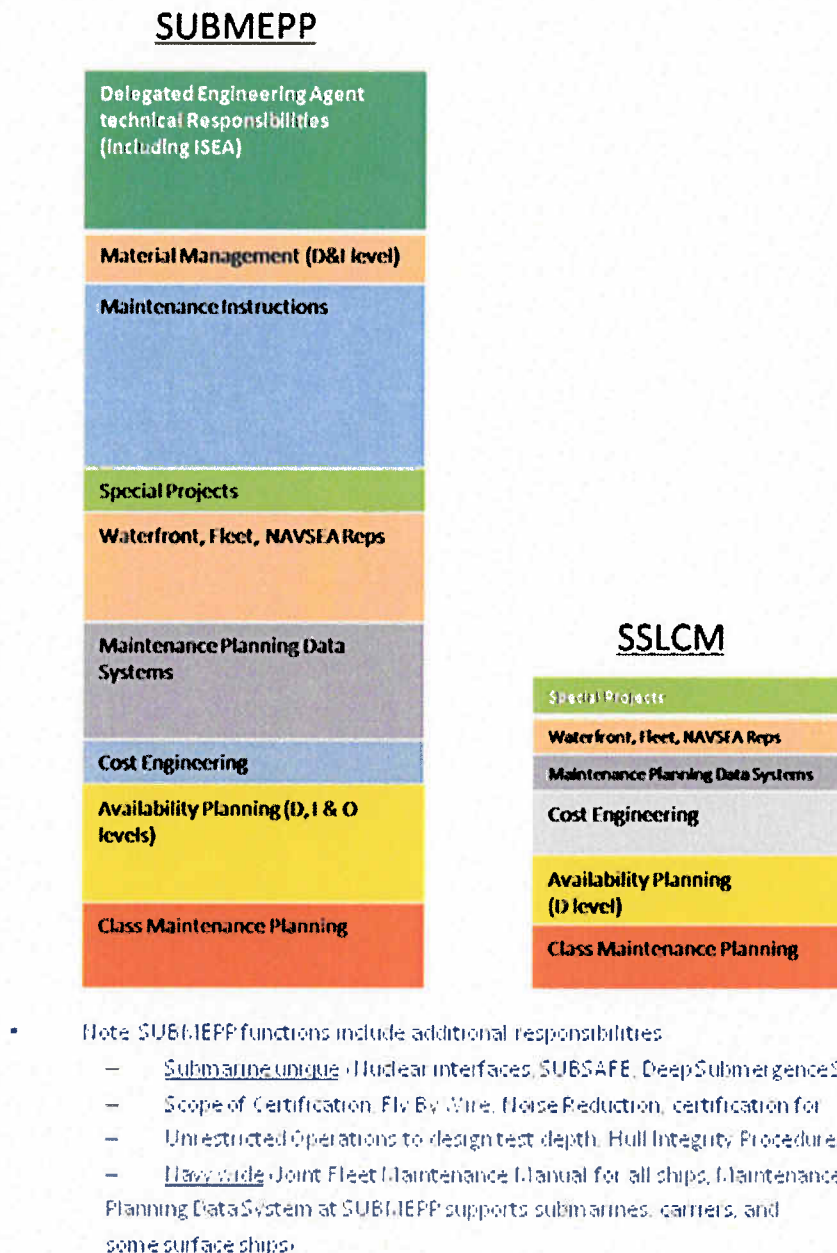 SUBMEPP
Delegated Engineering Agent
technical Responsibilities
(including ISEA)
Material Management (D&I level)
Maintenance Instructions
Special Projects
Waterfront, Fleet, NAVSEA Reps
Maintenance Planning Data
Systems
Cost Engineering
Availability Planning (D, I & O
levels)
Class Maintenance Planning
SSLCM
Special Projects
Waterfront, Fleet, NAVSEA Reps
Maintenance Planning Data Systems
Cost Engineering
Availability Planning
(D level)
Class Maintenance Planning
• Note SUBMEPP functions include additional responsibilities
– Submarine unique (Nuclear interfaces, SUBSAFE, Deep Submergence S
– Scope of Certification, Fly By Wire, Noise Reduction, certification for
– Unrestricted Operations to design test depth, Hull Integrity Procedure
– Navy wide (Joint Fleet Maintenance Manual for all ships, Maintenance
Planning Data System at SUBMEPP supports submarines, carriers, and
some surface ships)